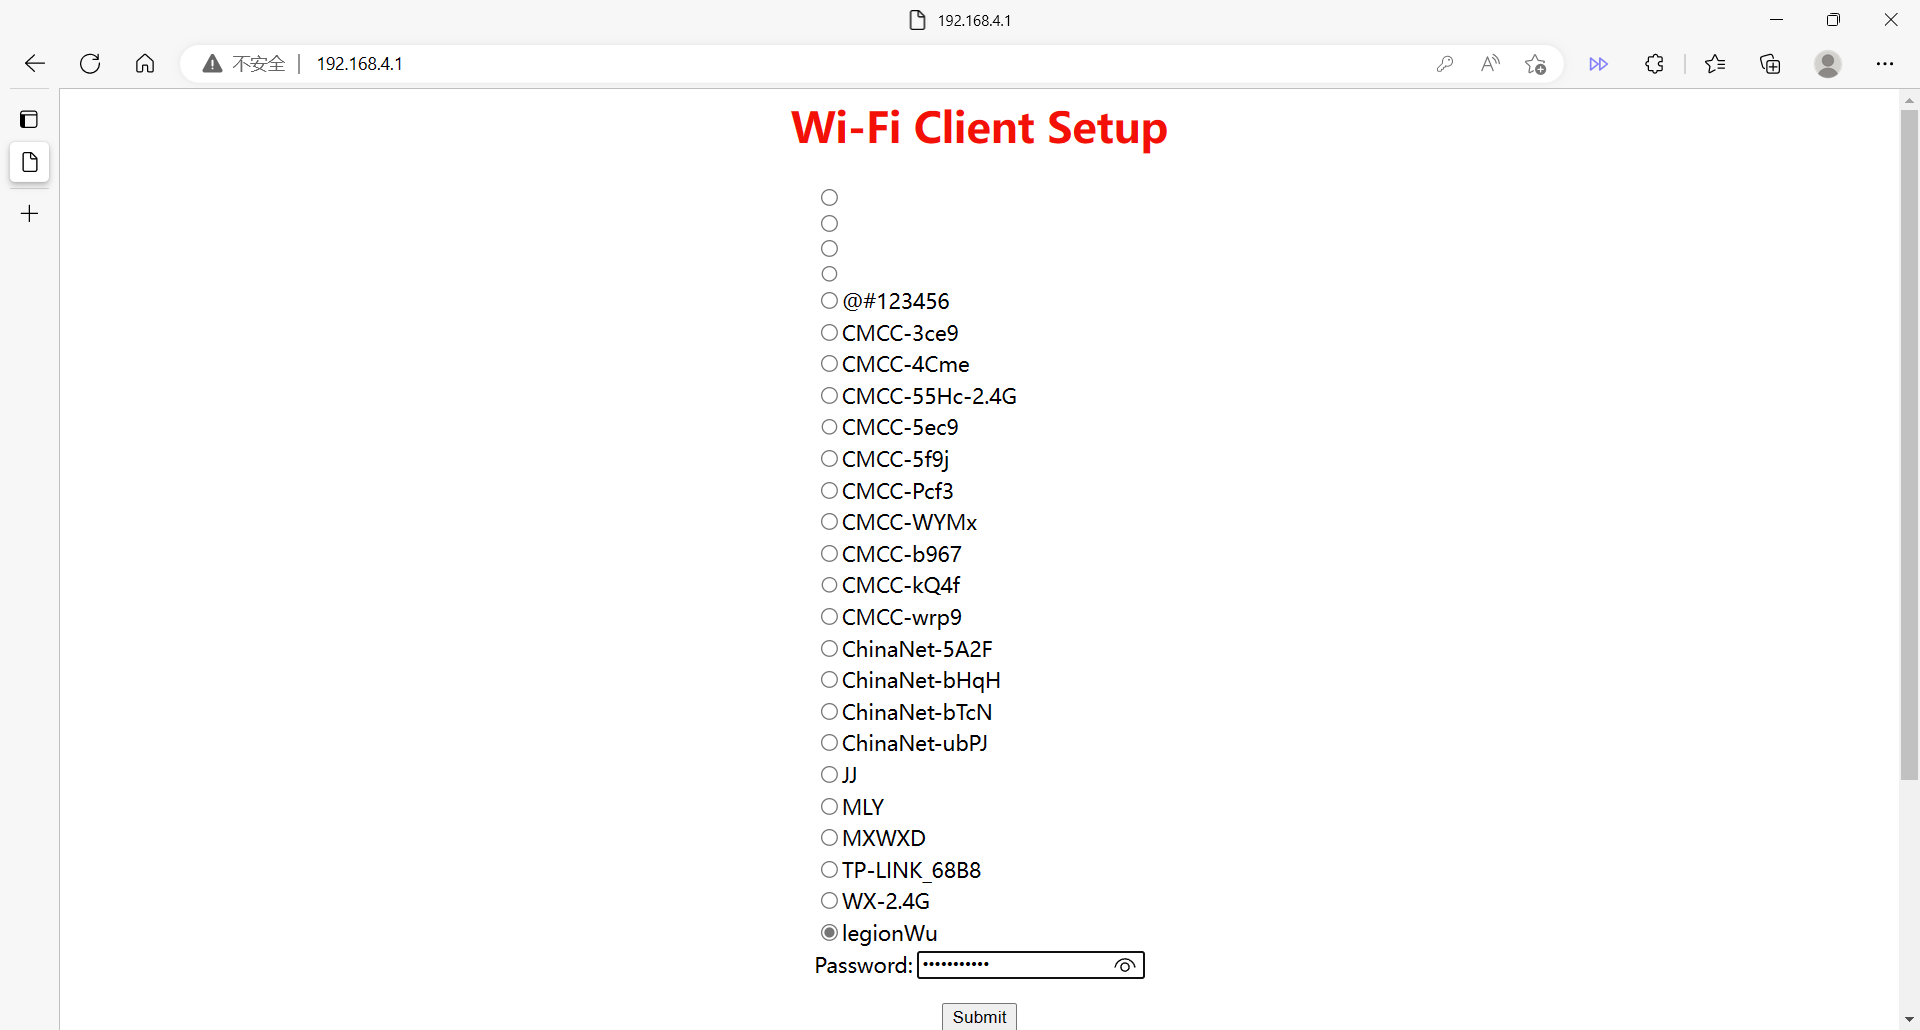 192.168.4.1
不安全 192.168.4.1
Wi-Fi Client Setup
@#123456
CMCC-3ce9
CMCC-4Cme
CMCC-55Hc-2.4G
CMCC-5ec9
CMCC-5f9j
CMCC-Pcf3
CMCC-WYMx
CMCC-b967
CMCC-kQ4f
CMCC-wrp9
ChinaNet-5A2F
ChinaNet-bHqH
ChinaNet-bTcN
ChinaNet-ubPJ
JJ
MLY
MXWXD
TP-LINK_68B8
WX-2.4G
legionWu
Password: •••••••••••
Submit